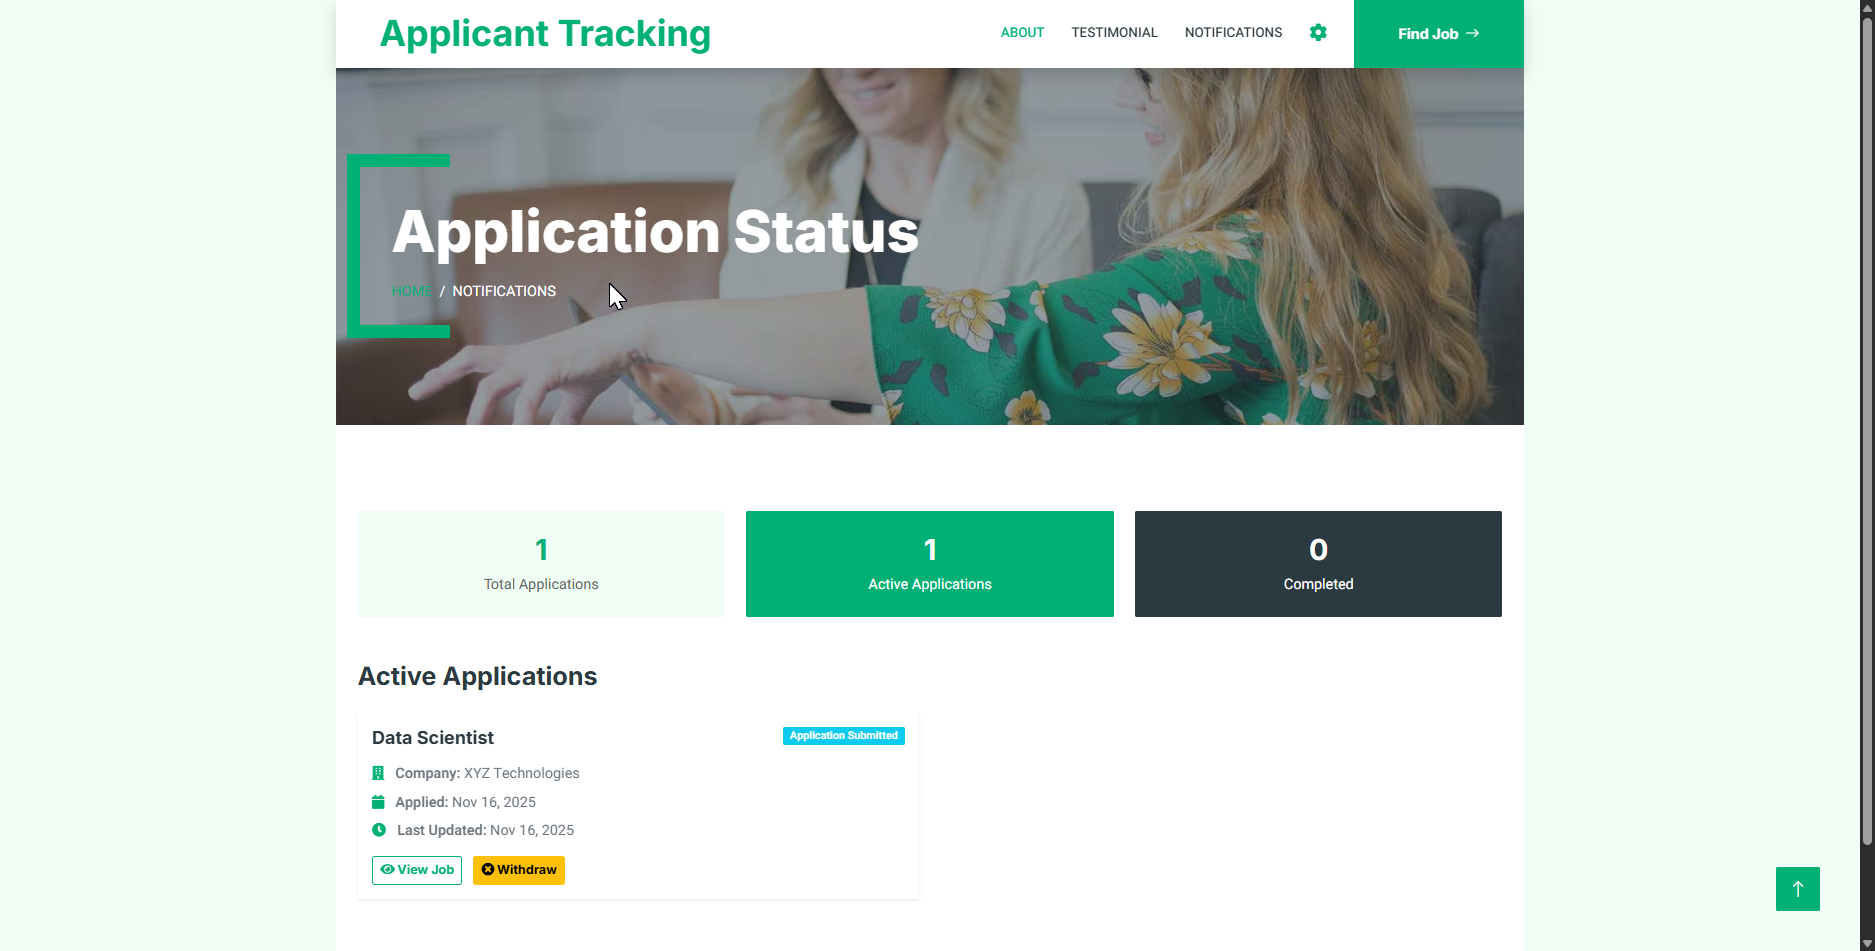 Applicant Tracking
ABOUT
TESTIMONIAL
NOTIFICATIONS
Find Job →
Application Status
HOME / NOTIFICATIONS
1
Total Applications
1
Active Applications
0
Completed
Active Applications
Data Scientist
Application Submitted
Company: XYZ Technologies
Applied: Nov 16, 2025
Last Updated: Nov 16, 2025
View Job
Withdraw